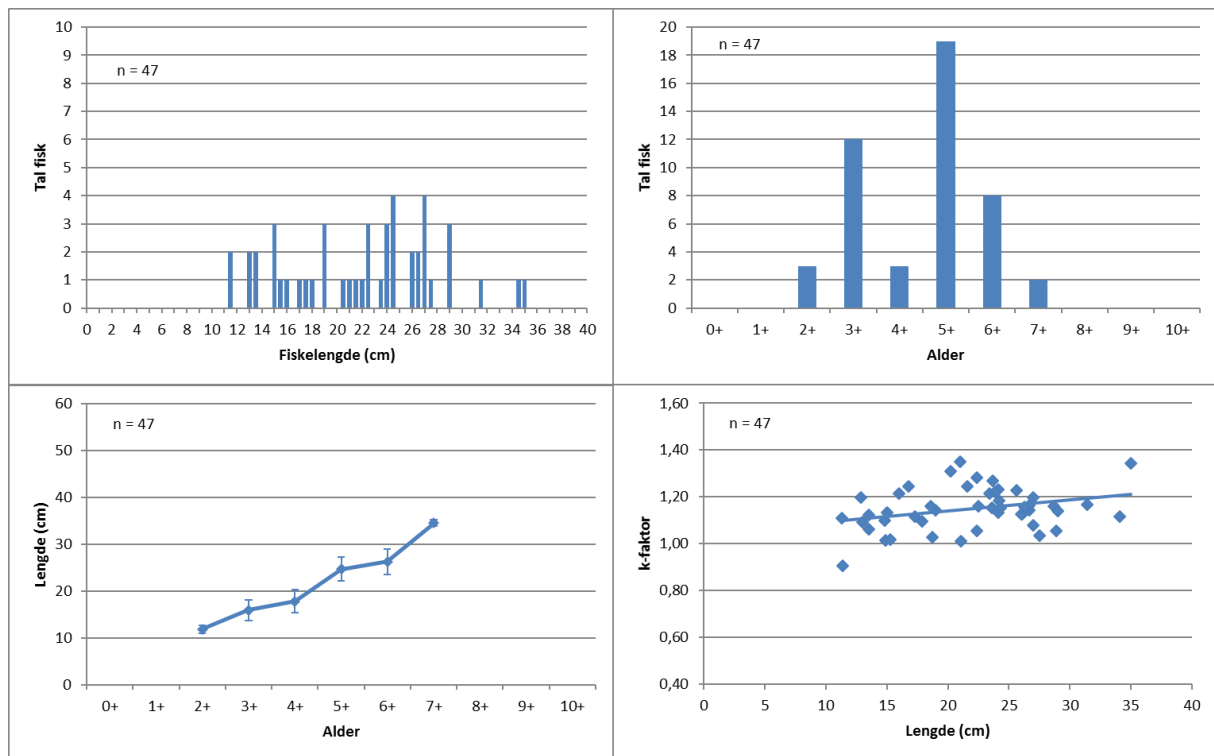 10
9
8
7
6
5
4
3
2
1
0
n = 47
Tal fisk
0 2 4 6 8 10 12 14 16 18 20 22 24 26 28 30 32 34 36 38 40
Fiskelengde (cm)
20
18
16
14
12
10
8
6
4
2
0
n = 47
Tal fisk
0+ 1+ 2+ 3+ 4+ 5+ 6+ 7+ 8+ 9+ 10+
Alder
60
50
40
30
20
10
0
n = 47
Lengde (cm)
0+ 1+ 2+ 3+ 4+ 5+ 6+ 7+ 8+ 9+ 10+
Alder
1,60
1,40
1,20
1,00
0,80
0,60
0,40
n = 47
k-faktor
0 5 10 15 20 25 30 35 40
Lengde (cm)